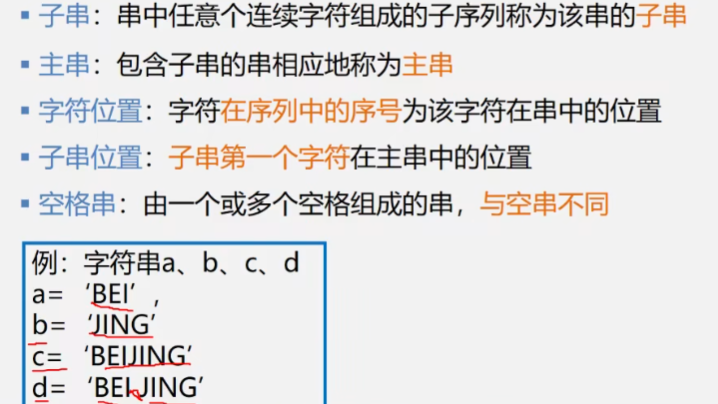 ▪ 子串：串中任意个连续字符组成的子序列称为该串的子串
▪ 主串：包含子串的串相应地称为主串
▪ 字符位置：字符在序列中的序号为该字符在串中的位置
▪ 子串位置：子串第一个字符在主串中的位置
▪ 空格串：由一个或多个空格组成的串，与空串不同
例：字符串a、b、c、d
a= ‘BEI’，
b= ‘JING’
c= ‘BEIJING’
d= ‘BEI JING’